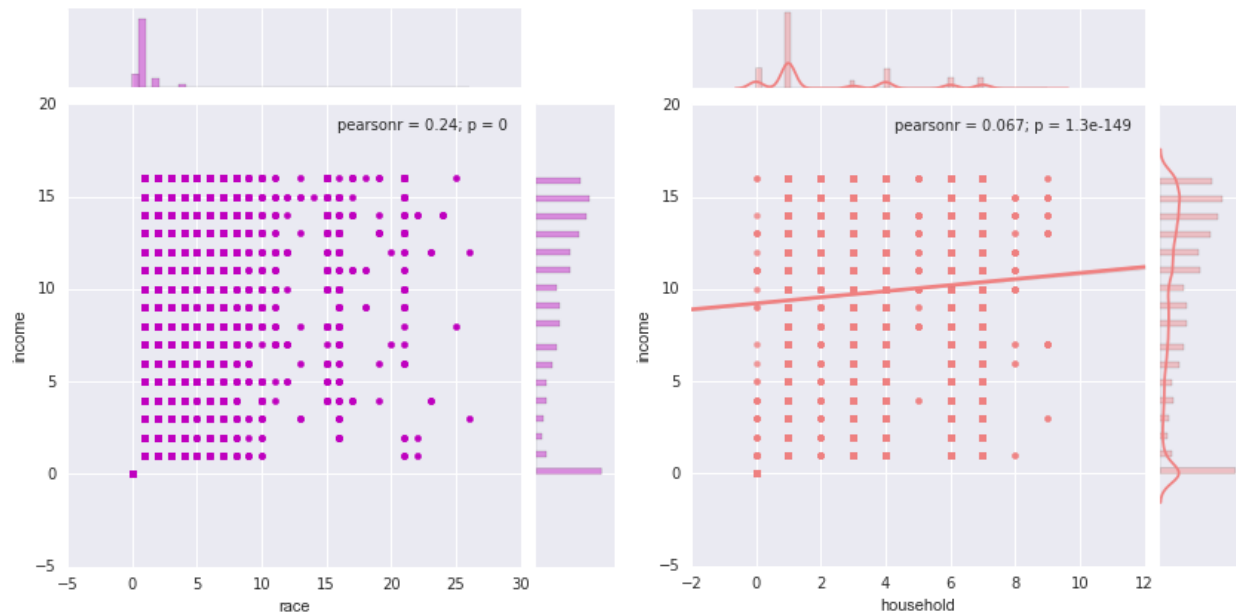 20
15
10
5
0
−5
income
pearsonr = 0.24; p = 0
−5 0 5 10 15 20 25 30
race
20
15
10
5
0
−5
income
pearsonr = 0.067; p = 1.3e-149
−2 0 2 4 6 8 10 12
household